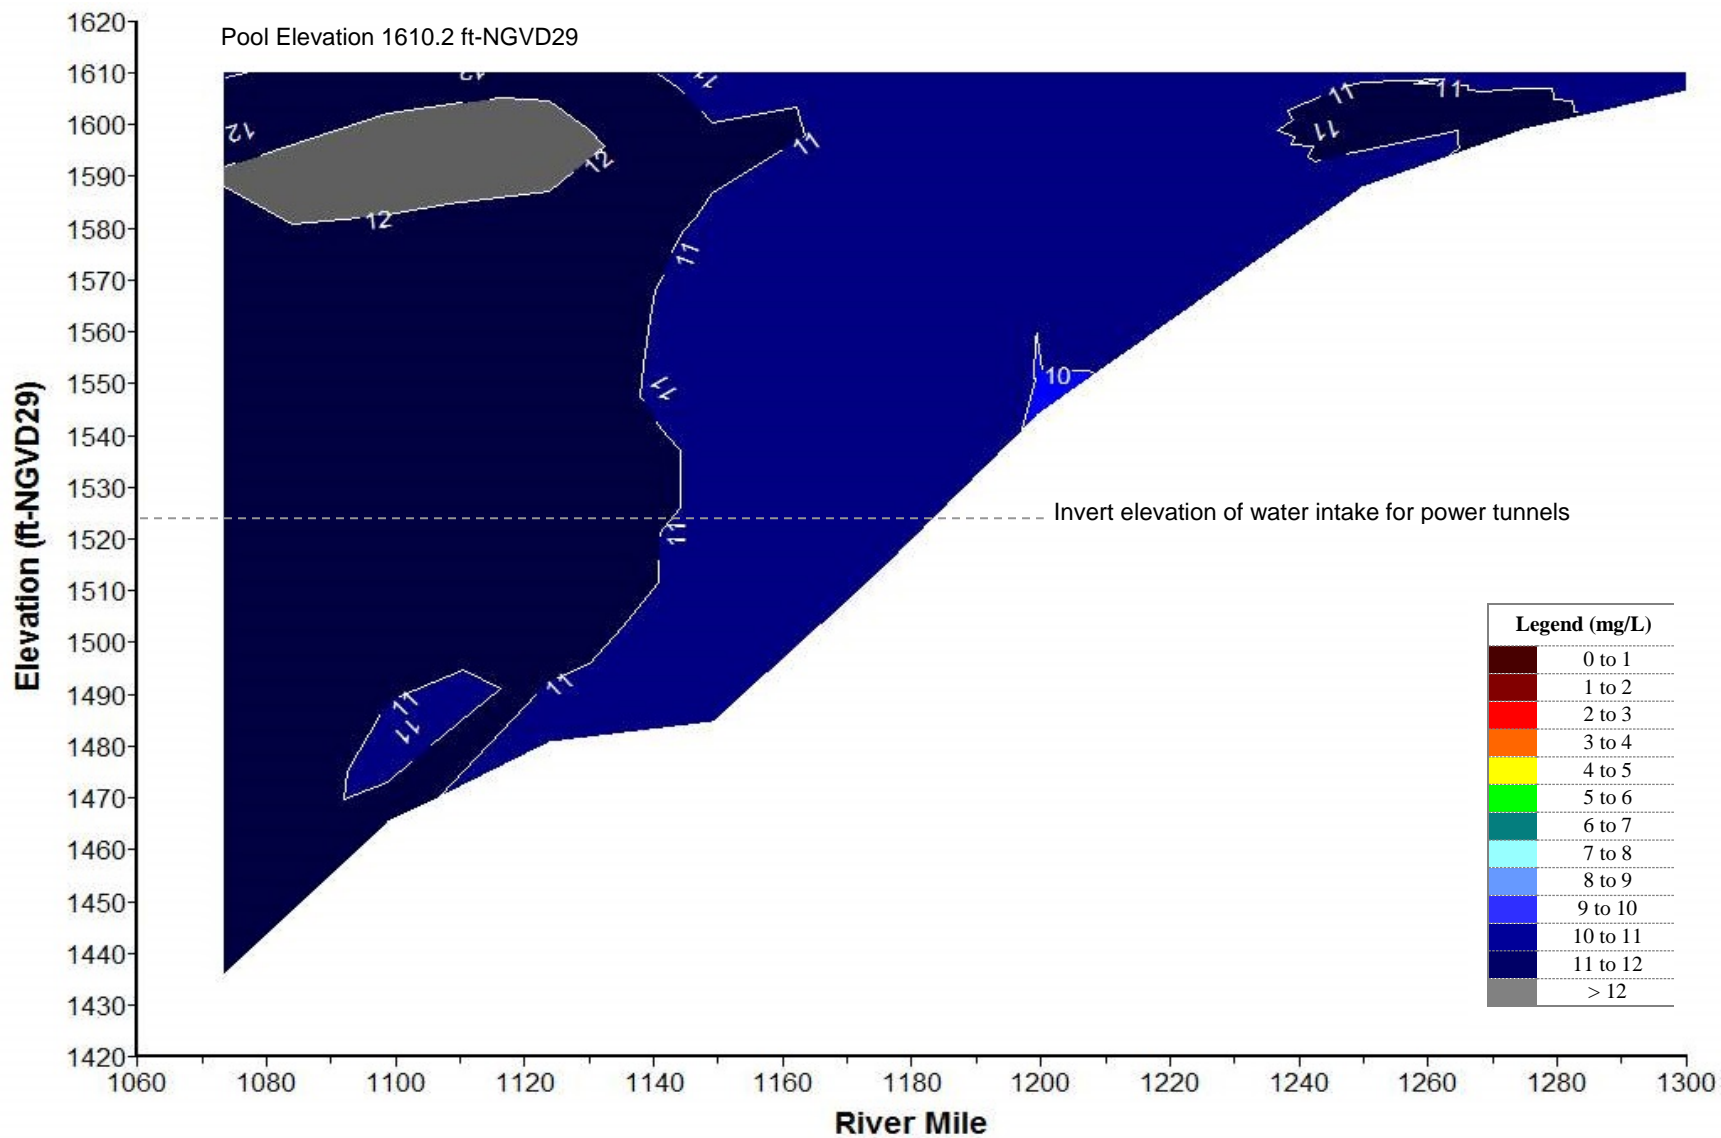 Pool Elevation 1610.2 ft-NGVD29
1620
1610
1600
1590
1580
1570
1560
1550
1540
1530
1520
1510
1500
1490
1480
1470
1460
1450
1440
1430
1420
Elevation (fft-NGVD29)
12
11
11
11
12
12
11
11
12
11
11
10
Invert elevation of water intake for power tunnels
11
11
11
11
Legend (mg/L)
0 to 1
1 to 2
2 to 3
3 to 4
4 to 5
5 to 6
6 to 7
7 to 8
8 to 9
9 to 10
10 to 11
11 to 12
> 12
1060 1080 1100 1120 1140 1160 1180 1200 1220 1240 1260 1280 1300
River Mile